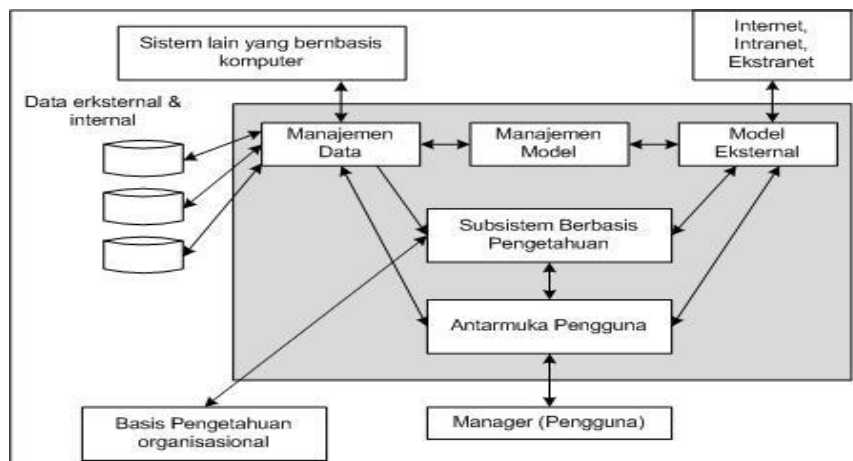 Sistem lain yang bernbasis
komputer
Internet,
Intranet,
Ekstranet
Data erksternal &
internal
Manajemen
Data
Manajemen
Model
Model
Eksternal
Subsistem Berbasis
Pengetahuan
Antarmuka Pengguna
Basis Pengetahuan
organisasional
Manager (Pengguna)